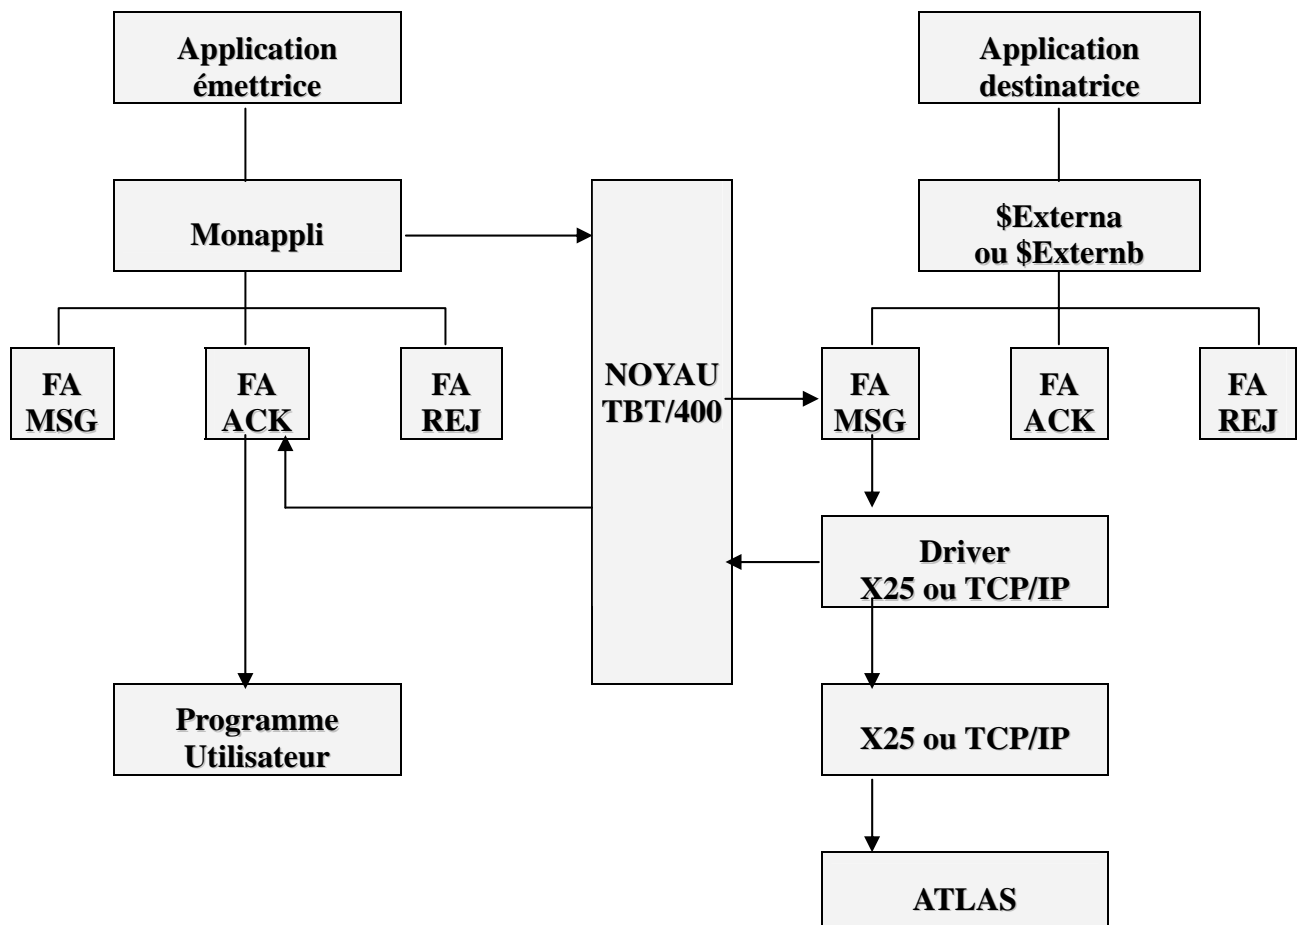 Application
émettrice
Application
destinatrice
Monappli
$Externa
ou $Externb
FA
MSG
FA
ACK
FA
REJ
NOYAU
TBT/400
FA
MSG
FA
ACK
FA
REJ
Driver
X25 ou TCP/IP
Programme
Utilisateur
X25 ou TCP/IP
ATLAS